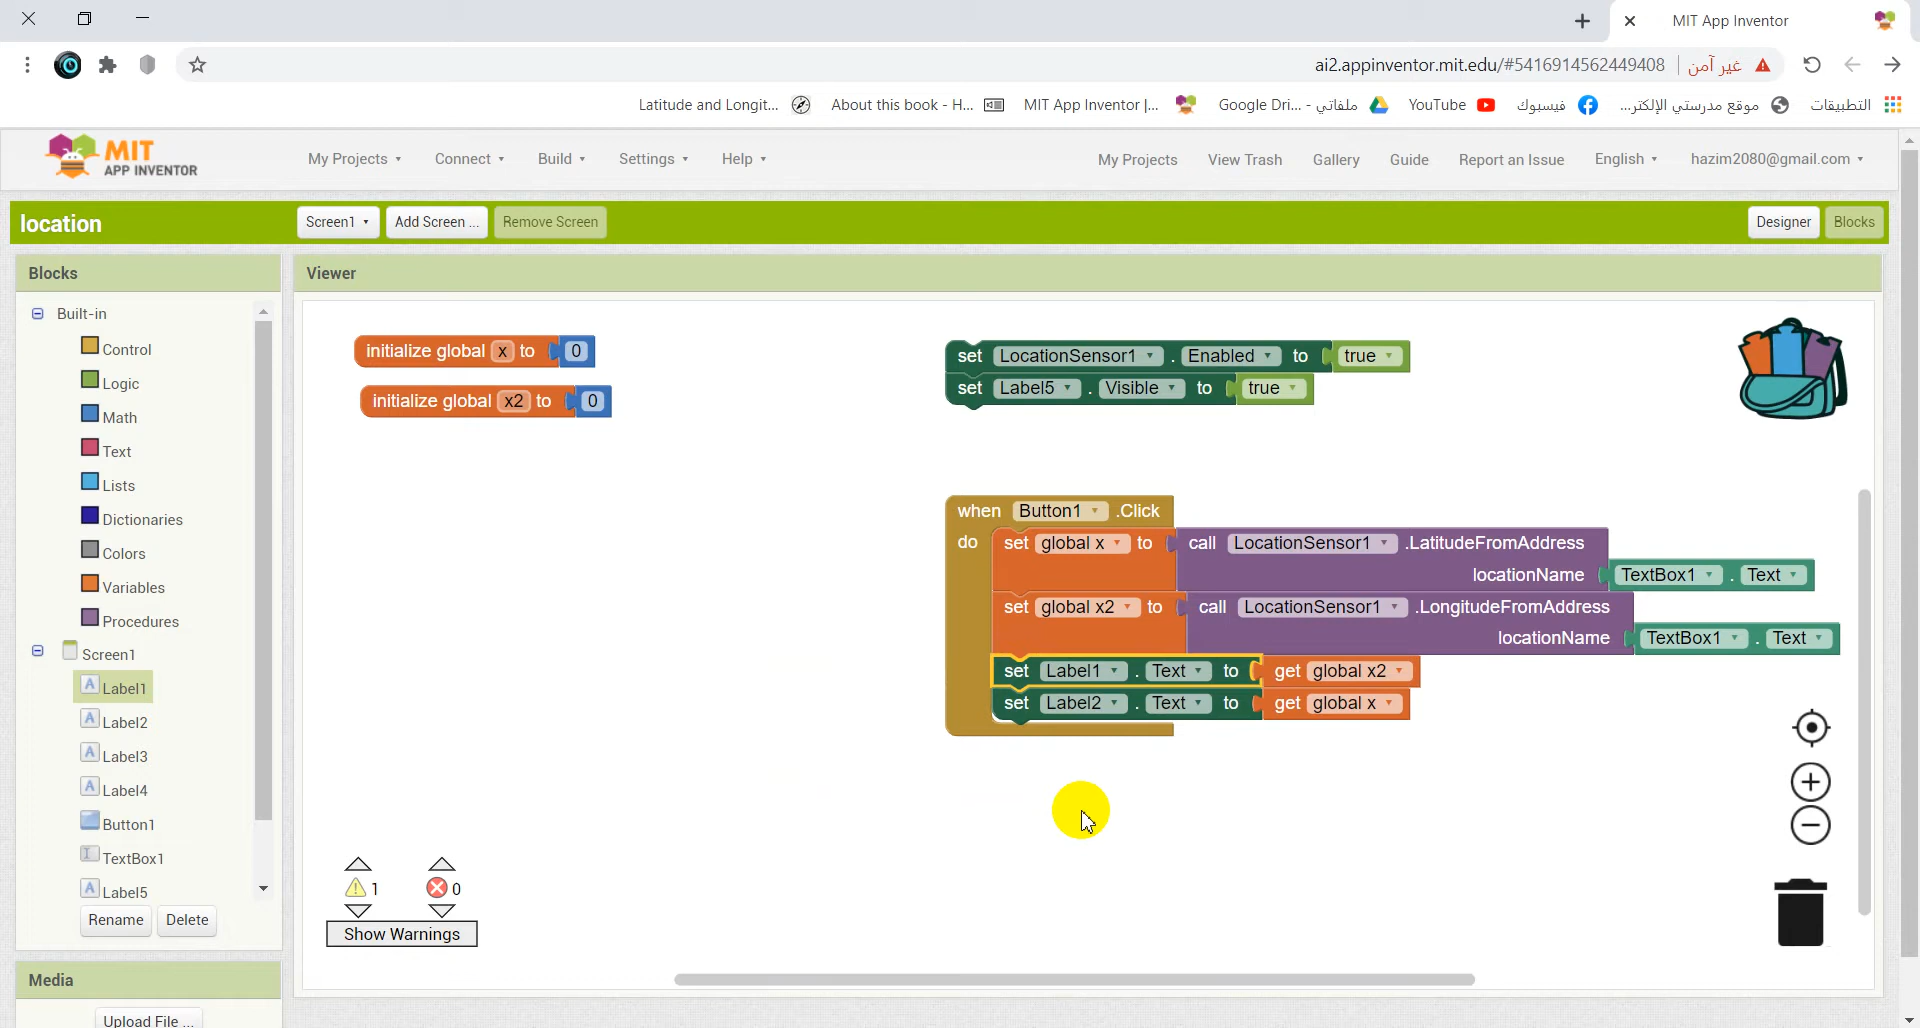 MIT App Inventor
ai2.appinventor.mit.edu/#5416914562449408
غير آمن
Latitude and Longit...
About this book - H...
MIT App Inventor |...
ملفاتي - Google Dri...
YouTube
فيسبوك
موقع مدرستي الإلكتر...
التطبيقات
MIT
APP INVENTOR
My Projects
Connect
Build
Settings
Help
My Projects
View Trash
Gallery
Guide
Report an Issue
English
hazim2080@gmail.com
location
Screen1
Add Screen ...
Remove Screen
Designer
Blocks
Blocks
Built-in
Control
Logic
Math
Text
Lists
Dictionaries
Colors
Variables
Procedures
Screen1
Label1
Label2
Label3
Label4
Button1
TextBox1
Label5
Rename
Delete
Media
Upload File ...
Viewer
initialize global x to 0
initialize global x2 to 0
set LocationSensor1 . Enabled to true
set Label5 . Visible to true
when Button1 .Click
do set global x to call LocationSensor1 .LatitudeFromAddress
locationName TextBox1 . Text
set global x2 to call LocationSensor1 .LongitudeFromAddress
locationName TextBox1 . Text
set Label1 . Text to get global x2
set Label2 . Text to get global x
1
0
Show Warnings